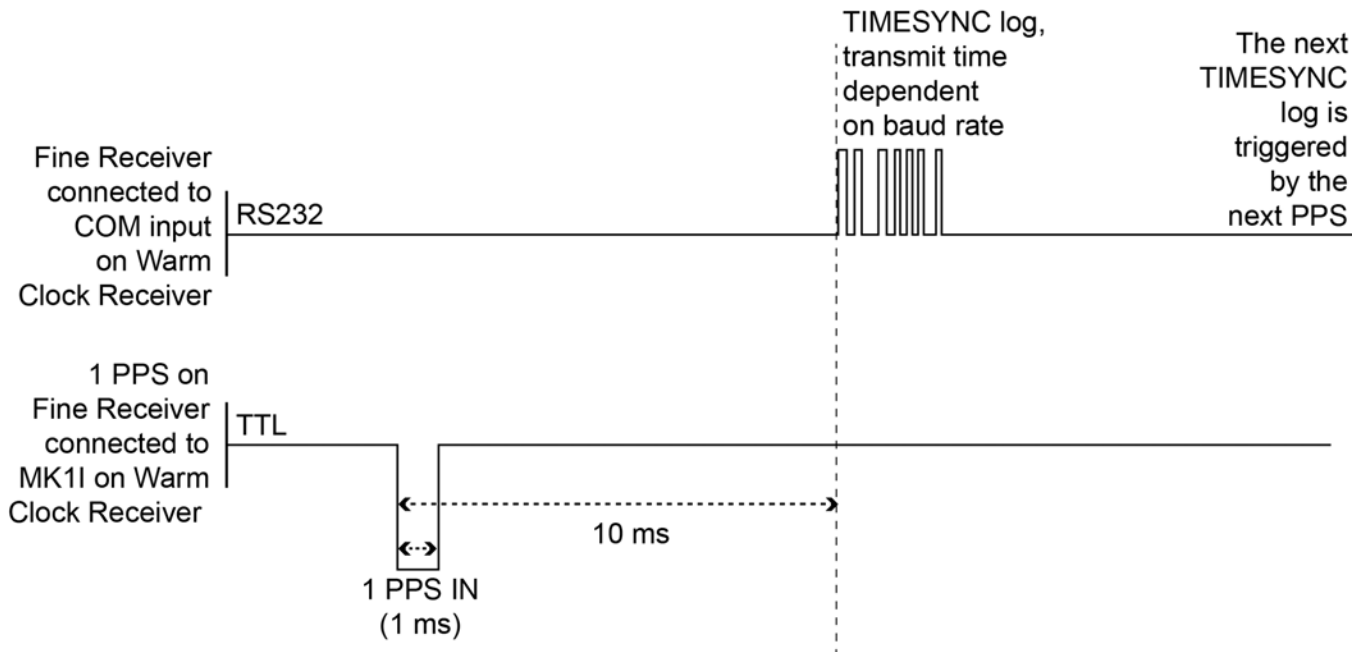 TIMESYNC log,
transmit time
dependent
on baud rate
The next
TIMESYNC
log is
triggered
by the
next PPS
Fine Receiver
connected to
COM input
on Warm
Clock Receiver
RS232
1 PPS on
Fine Receiver
connected to
MK1I on Warm
Clock Receiver
TTL
10 ms
1 PPS IN
(1 ms)